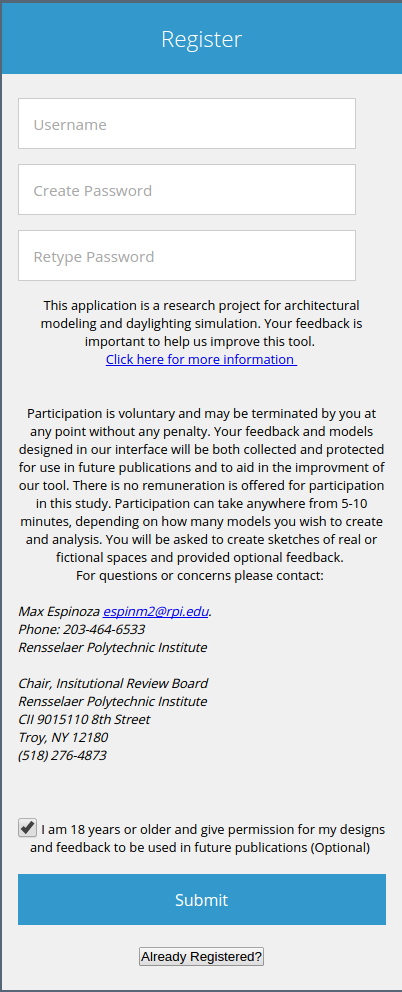 Register
Username
Create Password
Retype Password
This application is a research project for architectural
modeling and daylighting simulation. Your feedback is
important to help us improve this tool.
Click here for more information
Participation is voluntary and may be terminated by you at
any point without any penalty. Your feedback and models
designed in our interface will be both collected and protected
for use in future publications and to aid in the improvment of
our tool. There is no remuneration is offered for participation
in this study. Participation can take anywhere from 5-10
minutes, depending on how many models you wish to create
and analysis. You will be asked to create sketches of real or
fictional spaces and provided optional feedback.
For questions or concerns please contact:
Max Espinoza espinm2@rpi.edu.
Phone: 203-464-6533
Rensselaer Polytechnic Institute
Chair, Insitutional Review Board
Rensselaer Polytechnic Institute
CII 9015110 8th Street
Troy, NY 12180
(518) 276-4873
I am 18 years or older and give permission for my designs
and feedback to be used in future publications (Optional)
Submit
Already Registered?